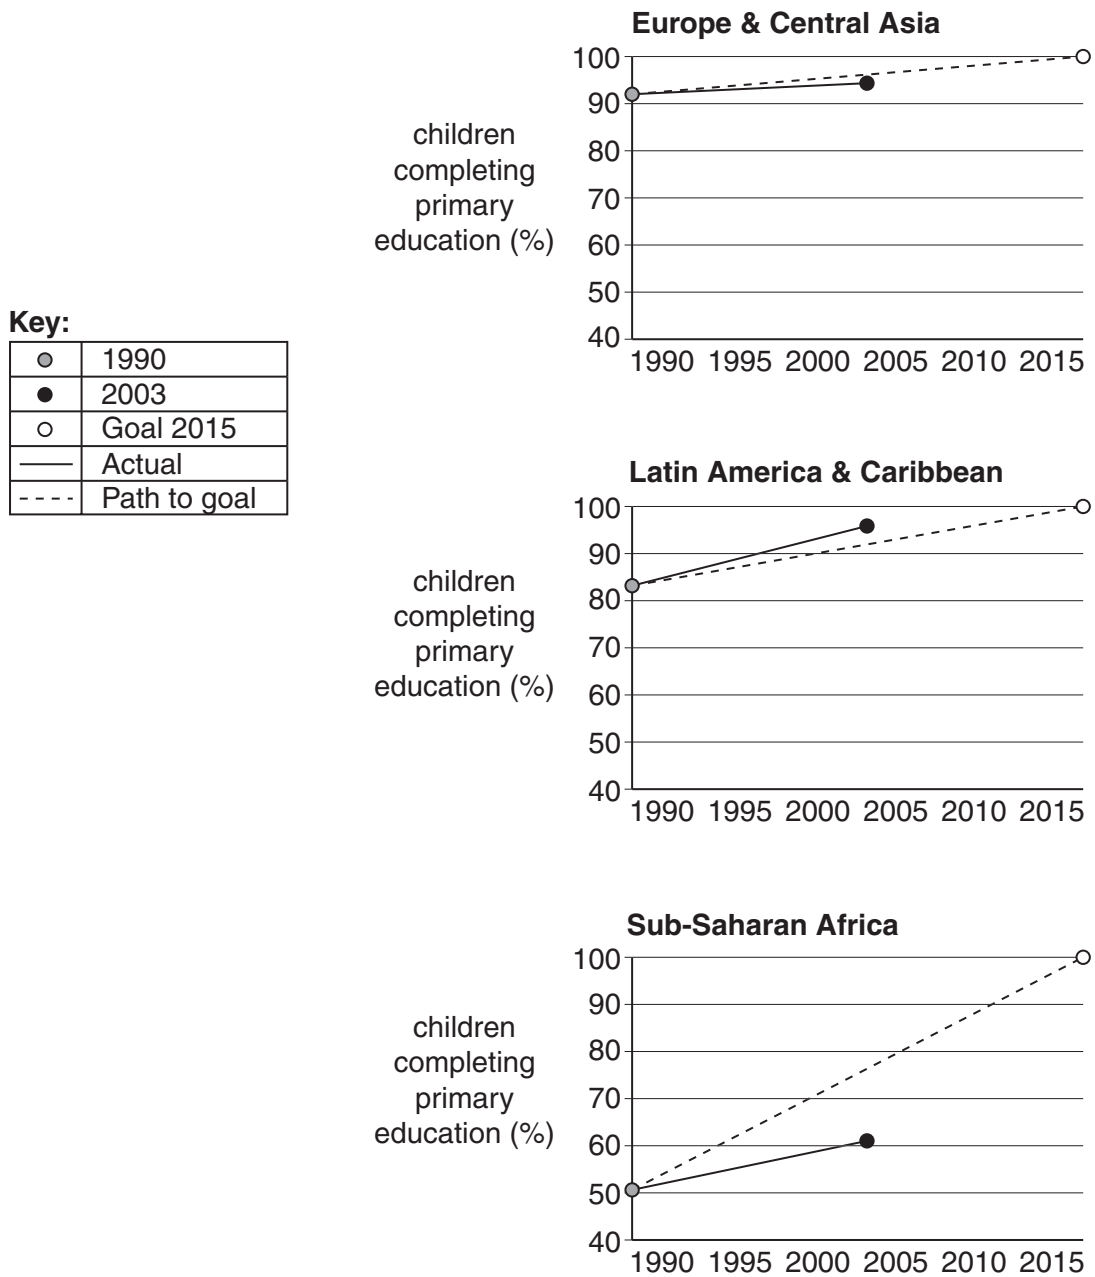 Europe & Central Asia
100
90
80
70
60
50
40
children
completing
primary
education (%)
1990 1995 2000 2005 2010 2015
Key:
1990
2003
Goal 2015
Actual
Path to goal
Latin America & Caribbean
100
90
80
70
60
50
40
children
completing
primary
education (%)
1990 1995 2000 2005 2010 2015
Sub-Saharan Africa
100
90
80
70
60
50
40
children
completing
primary
education (%)
1990 1995 2000 2005 2010 2015